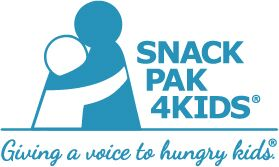 SNACK
PAK
4KIDS®
Giving a voice to hungry kids.®